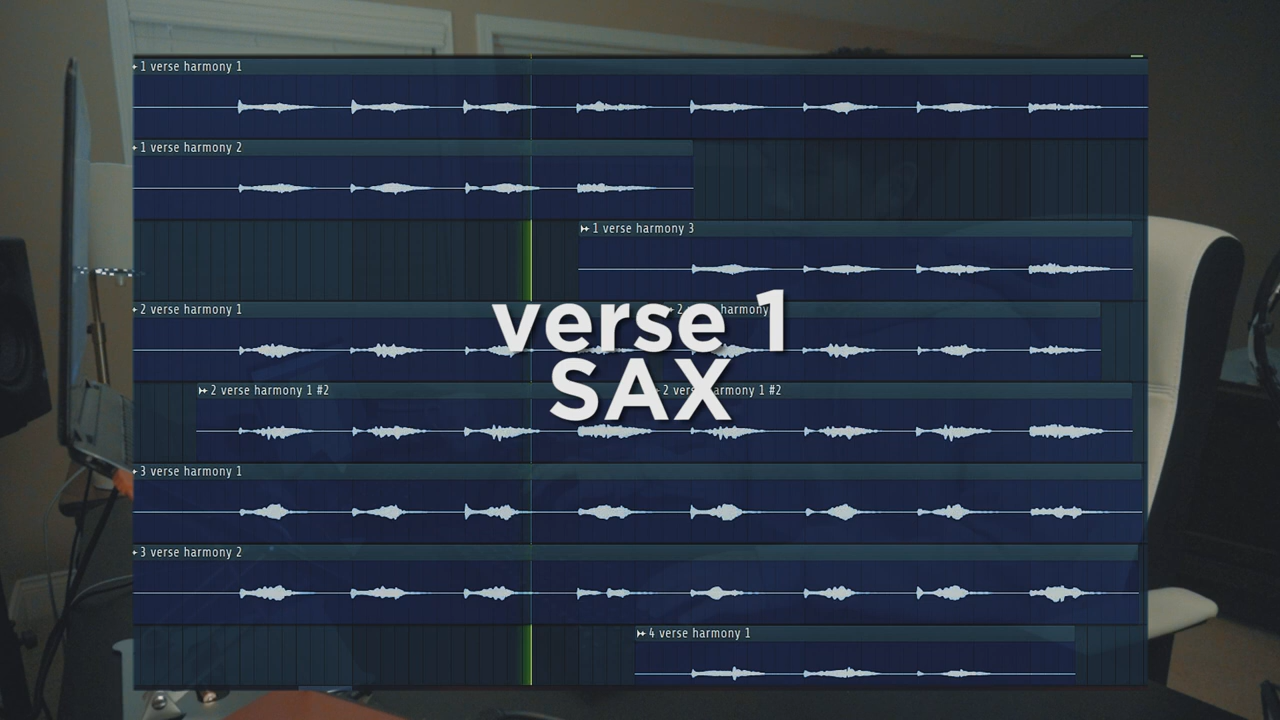 1 verse harmony 1
1 verse harmony 2
1 verse harmony 3
2 verse harmony 1
2 harmony
verse 1
SAX
2 verse harmony 1 #2
2 verse harmony 1 #2
3 verse harmony 1
3 verse harmony 2
4 verse harmony 1